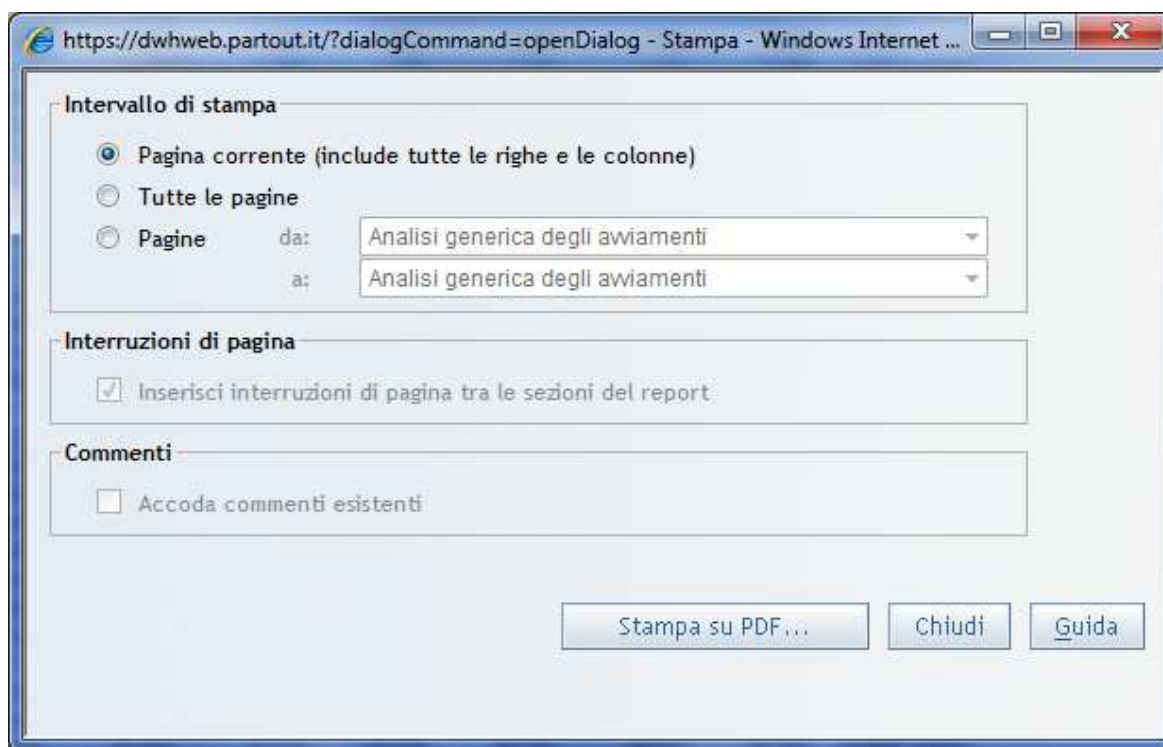 https://dwhweb.partout.it/?dialogCommand=openDialog - Stampa - Windows Internet ...
Intervallo di stampa
Pagina corrente (include tutte le righe e le colonne)
Tutte le pagine
Pagine da: Analisi generica degli avviamenti
a: Analisi generica degli avviamenti
Interruzioni di pagina
Inserisci interruzioni di pagina tra le sezioni del report
Commenti
Accoda commenti esistenti
Stampa su PDF... Chiudi Guida